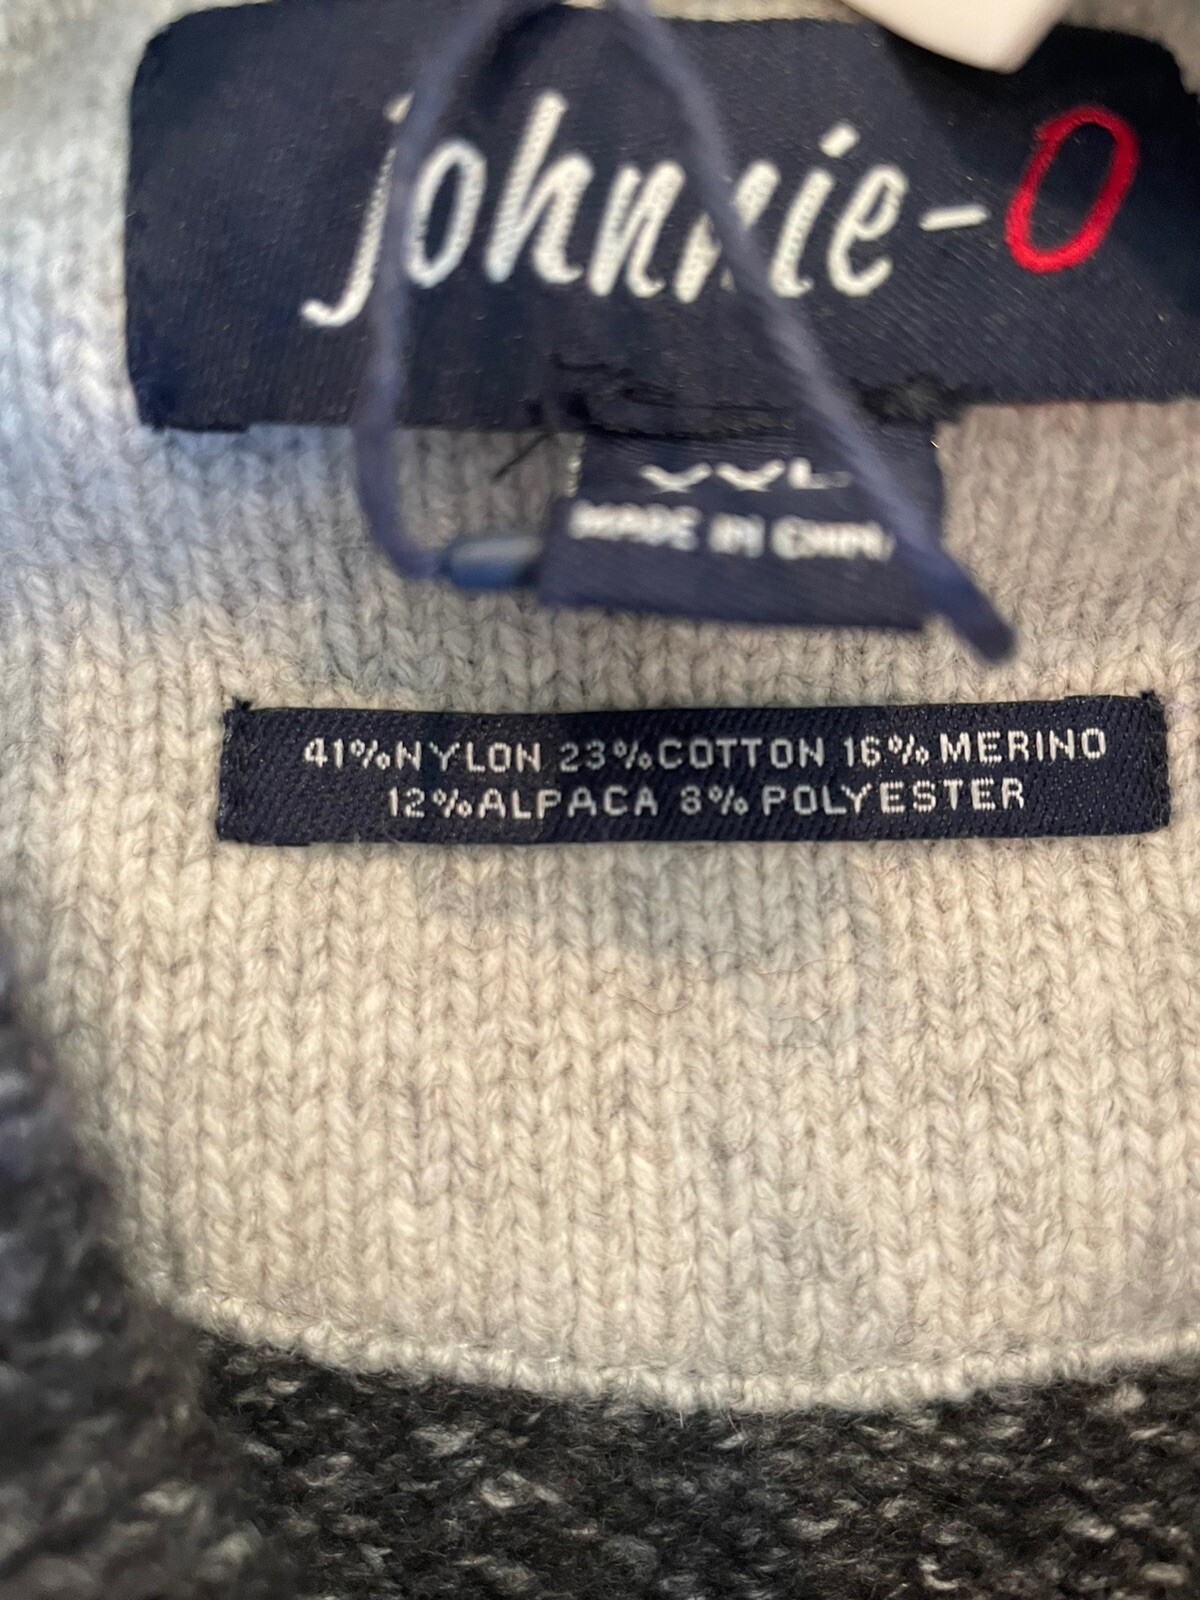 johnnie-O
MADE IN CHINA
41%NYLON 23%COTTON 16%MERINO
12%ALPACA 8%POLYESTER